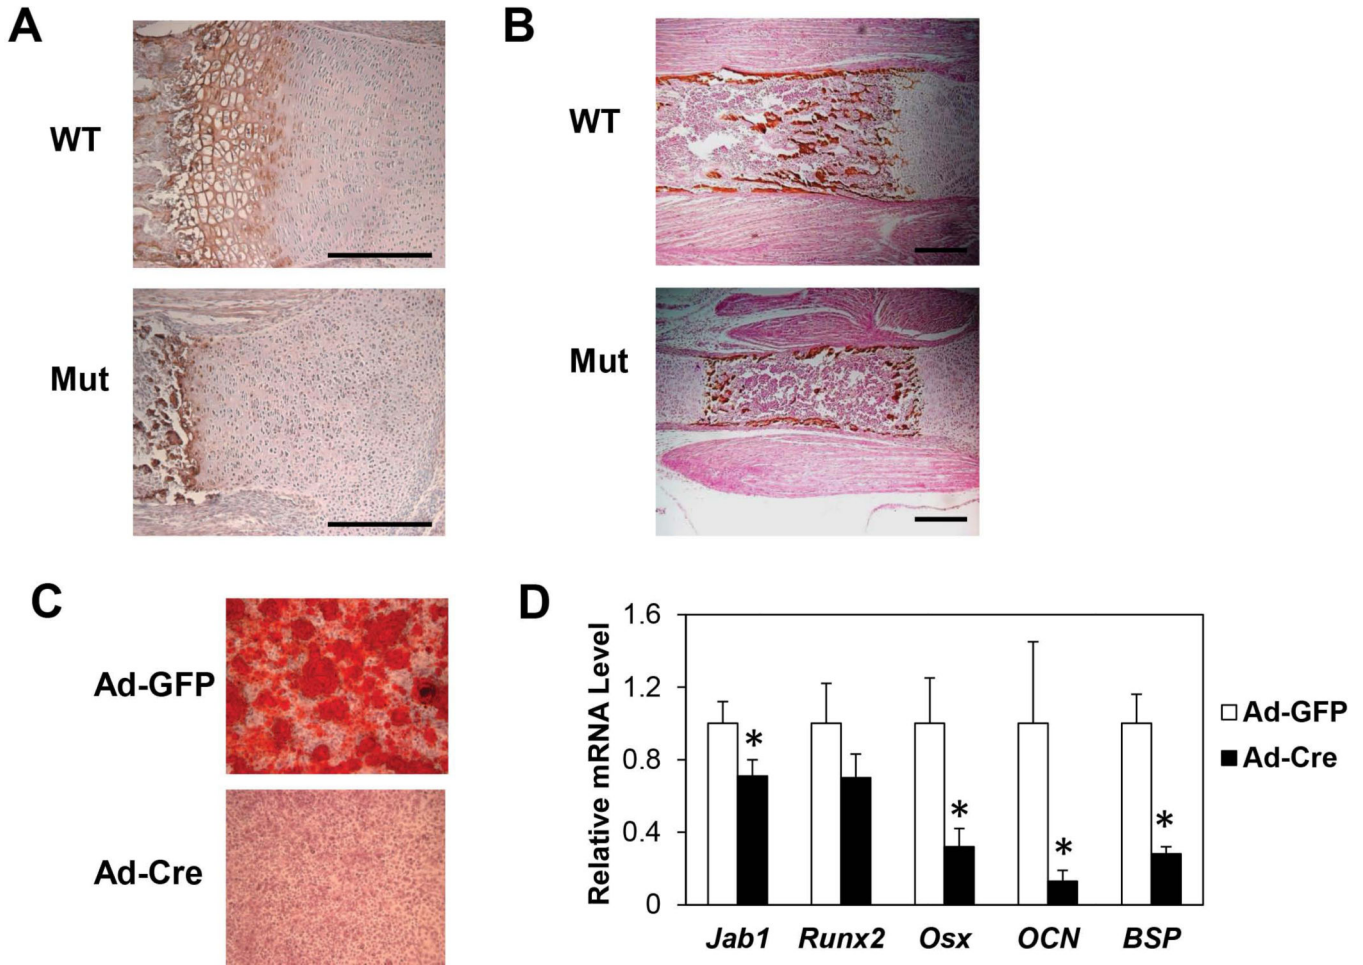 A
B
WT
WT
Mut
Mut
C
D
Ad-GFP
Ad-Cre
Relative mRNA Level
1.6
1.2
0.8
0.4
0
*
*
*
*
Jab1 Runx2 Osx OCN BSP
Ad-GFP
Ad-Cre